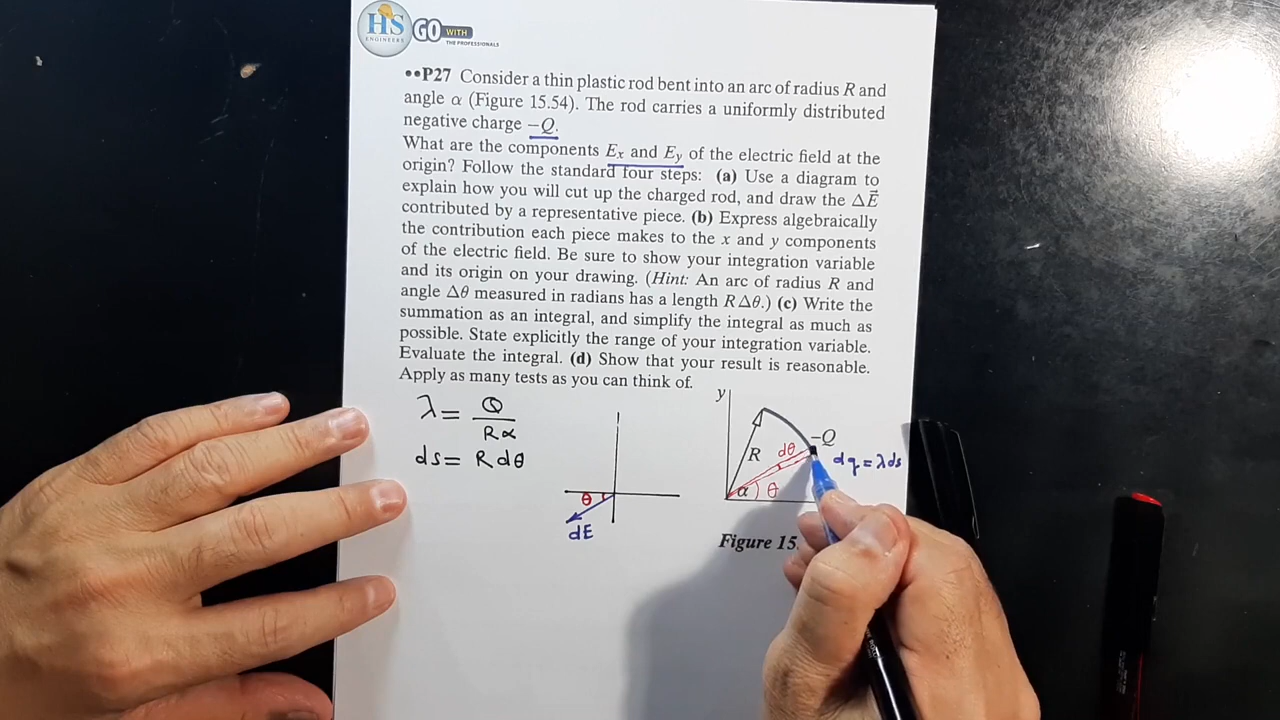 HS
ENGINEERS
GO WITH
THE PROFESSIONALS
••P27 Consider a thin plastic rod bent into an arc of radius R and
angle α (Figure 15.54). The rod carries a uniformly distributed
negative charge −Q.
What are the components Eₓ and Eᵧ of the electric field at the
origin? Follow the standard four steps: (a) Use a diagram to
explain how you will cut up the charged rod, and draw the ΔE⃗
contributed by a representative piece. (b) Express algebraically
the contribution each piece makes to the x and y components
of the electric field. Be sure to show your integration variable
and its origin on your drawing. (Hint: An arc of radius R and
angle Δθ measured in radians has a length RΔθ.) (c) Write the
summation as an integral, and simplify the integral as much as
possible. State explicitly the range of your integration variable.
Evaluate the integral. (d) Show that your result is reasonable.
Apply as many tests as you can think of.
λ = Q / Rα
ds = R dθ
θ
dE
y
−Q
R
dθ
dq = λds
α
θ
Figure 15.